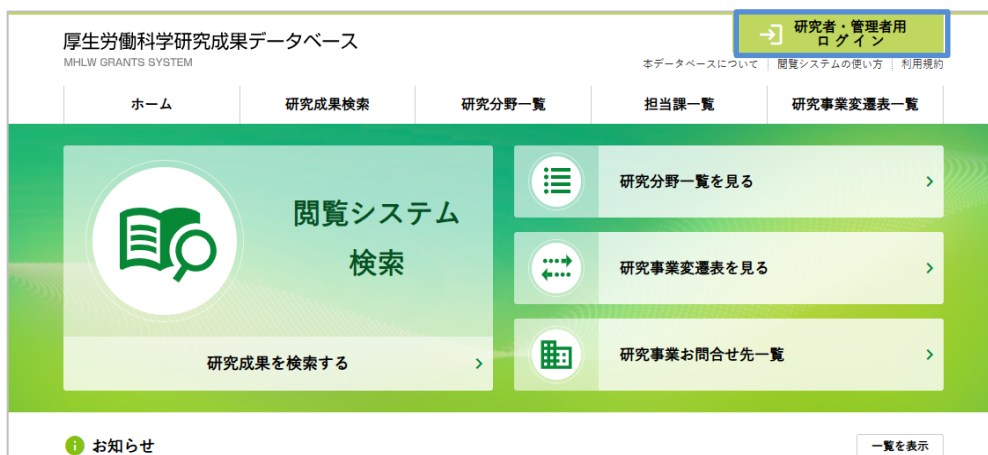 厚生労働科学研究成果データベース
MHLW GRANTS SYSTEM
研究者・管理者用
ログイン
本データベースについて 閲覧システムの使い方 利用規約
ホーム 研究成果検索 研究分野一覧 担当課一覧 研究事業変遷表一覧
閲覧システム
検索
研究成果を検索する
研究分野一覧を見る
研究事業変遷表を見る
研究事業お問合せ先一覧
お知らせ
一覧を表示